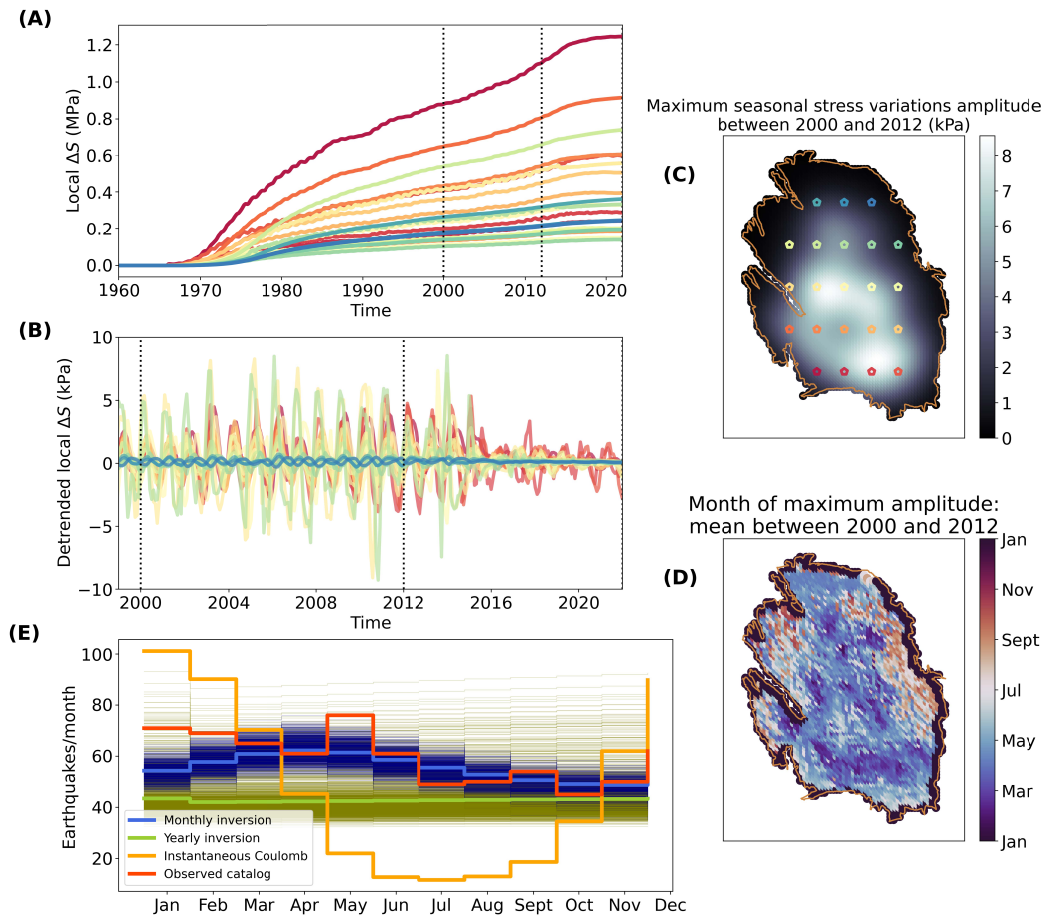 (A)
Local ΔS (MPa)
1.2
1.0
0.8
0.6
0.4
0.2
0.0
1960 1970 1980 1990 2000 2010 2020
Time
(B)
Detrended local ΔS (kPa)
10
5
0
−5
−10
2000 2004 2008 2012 2016 2020
Time
Maximum seasonal stress variations amplitude
between 2000 and 2012 (kPa)
(C)
8
7
6
5
4
3
2
1
0
Month of maximum amplitude:
mean between 2000 and 2012
(D)
Jan
Nov
Sept
Jul
May
Mar
Jan
(E)
Earthquakes/month
100
80
60
40
20
Monthly inversion
Yearly inversion
Instantaneous Coulomb
Observed catalog
Jan Feb Mar Apr May Jun Jul Aug Sept Oct Nov Dec